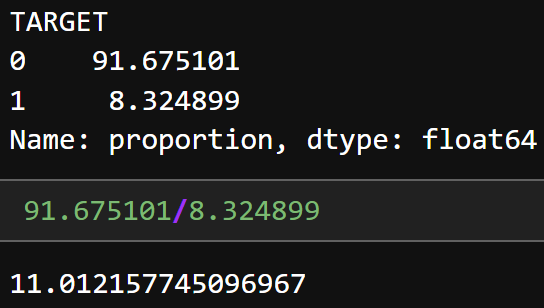 TARGET
0    91.675101
1     8.324899
Name: proportion, dtype: float64
91.675101/8.324899
11.012157745096967